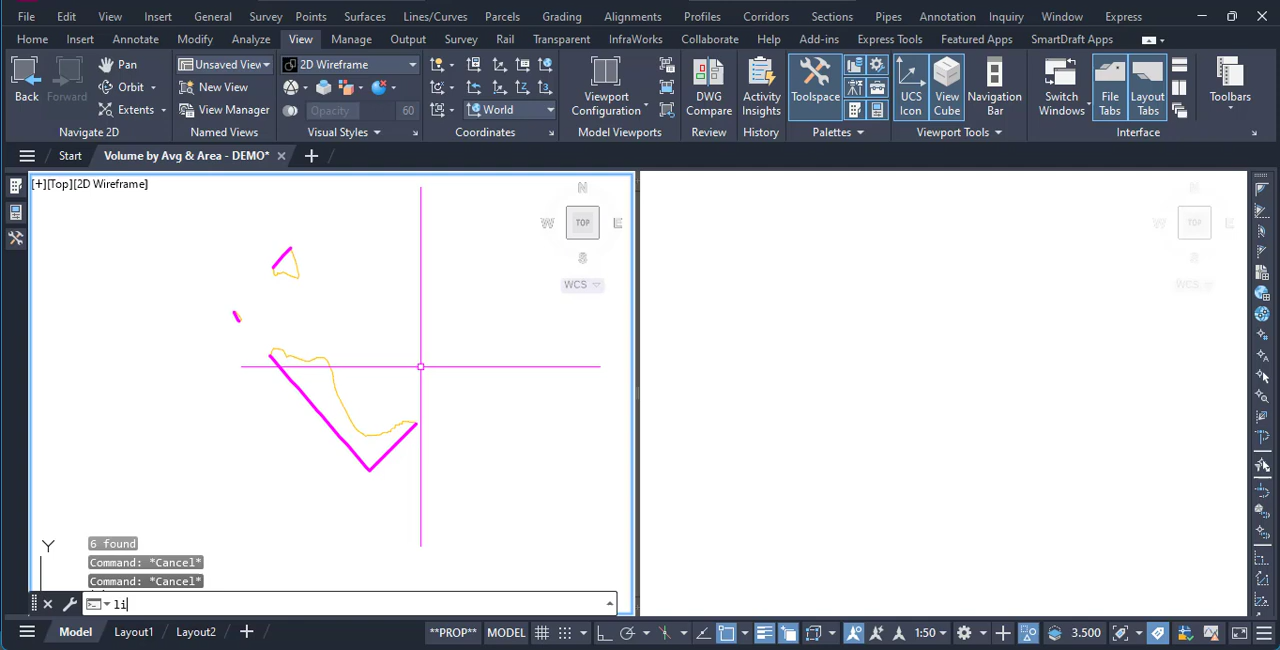 File Edit View Insert General Survey Points Surfaces Lines/Curves Parcels Grading Alignments Profiles Corridors Sections Pipes Annotation Inquiry Window Express
Home Insert Annotate Modify Analyze View Manage Output Survey Rail Transparent InfraWorks Collaborate Help Add-ins Express Tools Featured Apps SmartDraft Apps
Back Forward Pan Orbit Extents
Navigate 2D
Unsaved View
New View
View Manager
Named Views
2D Wireframe
Opacity 60
Visual Styles
World
Coordinates
Viewport Configuration
Model Viewports
DWG Compare
Review
Activity Insights
History
Toolspace
Palettes
UCS Icon
View Cube
Navigation Bar
Viewport Tools
Switch Windows
File Tabs
Layout Tabs
Interface
Toolbars
Start Volume by Avg & Area - DEMO*
[+][Top][2D Wireframe]
N
W TOP E
S
WCS
N
W TOP E
S
WCS
Y
6 found
Command: *Cancel*
Command: *Cancel*
li
Model Layout1 Layout2 **PROP** MODEL 1:50 3.500